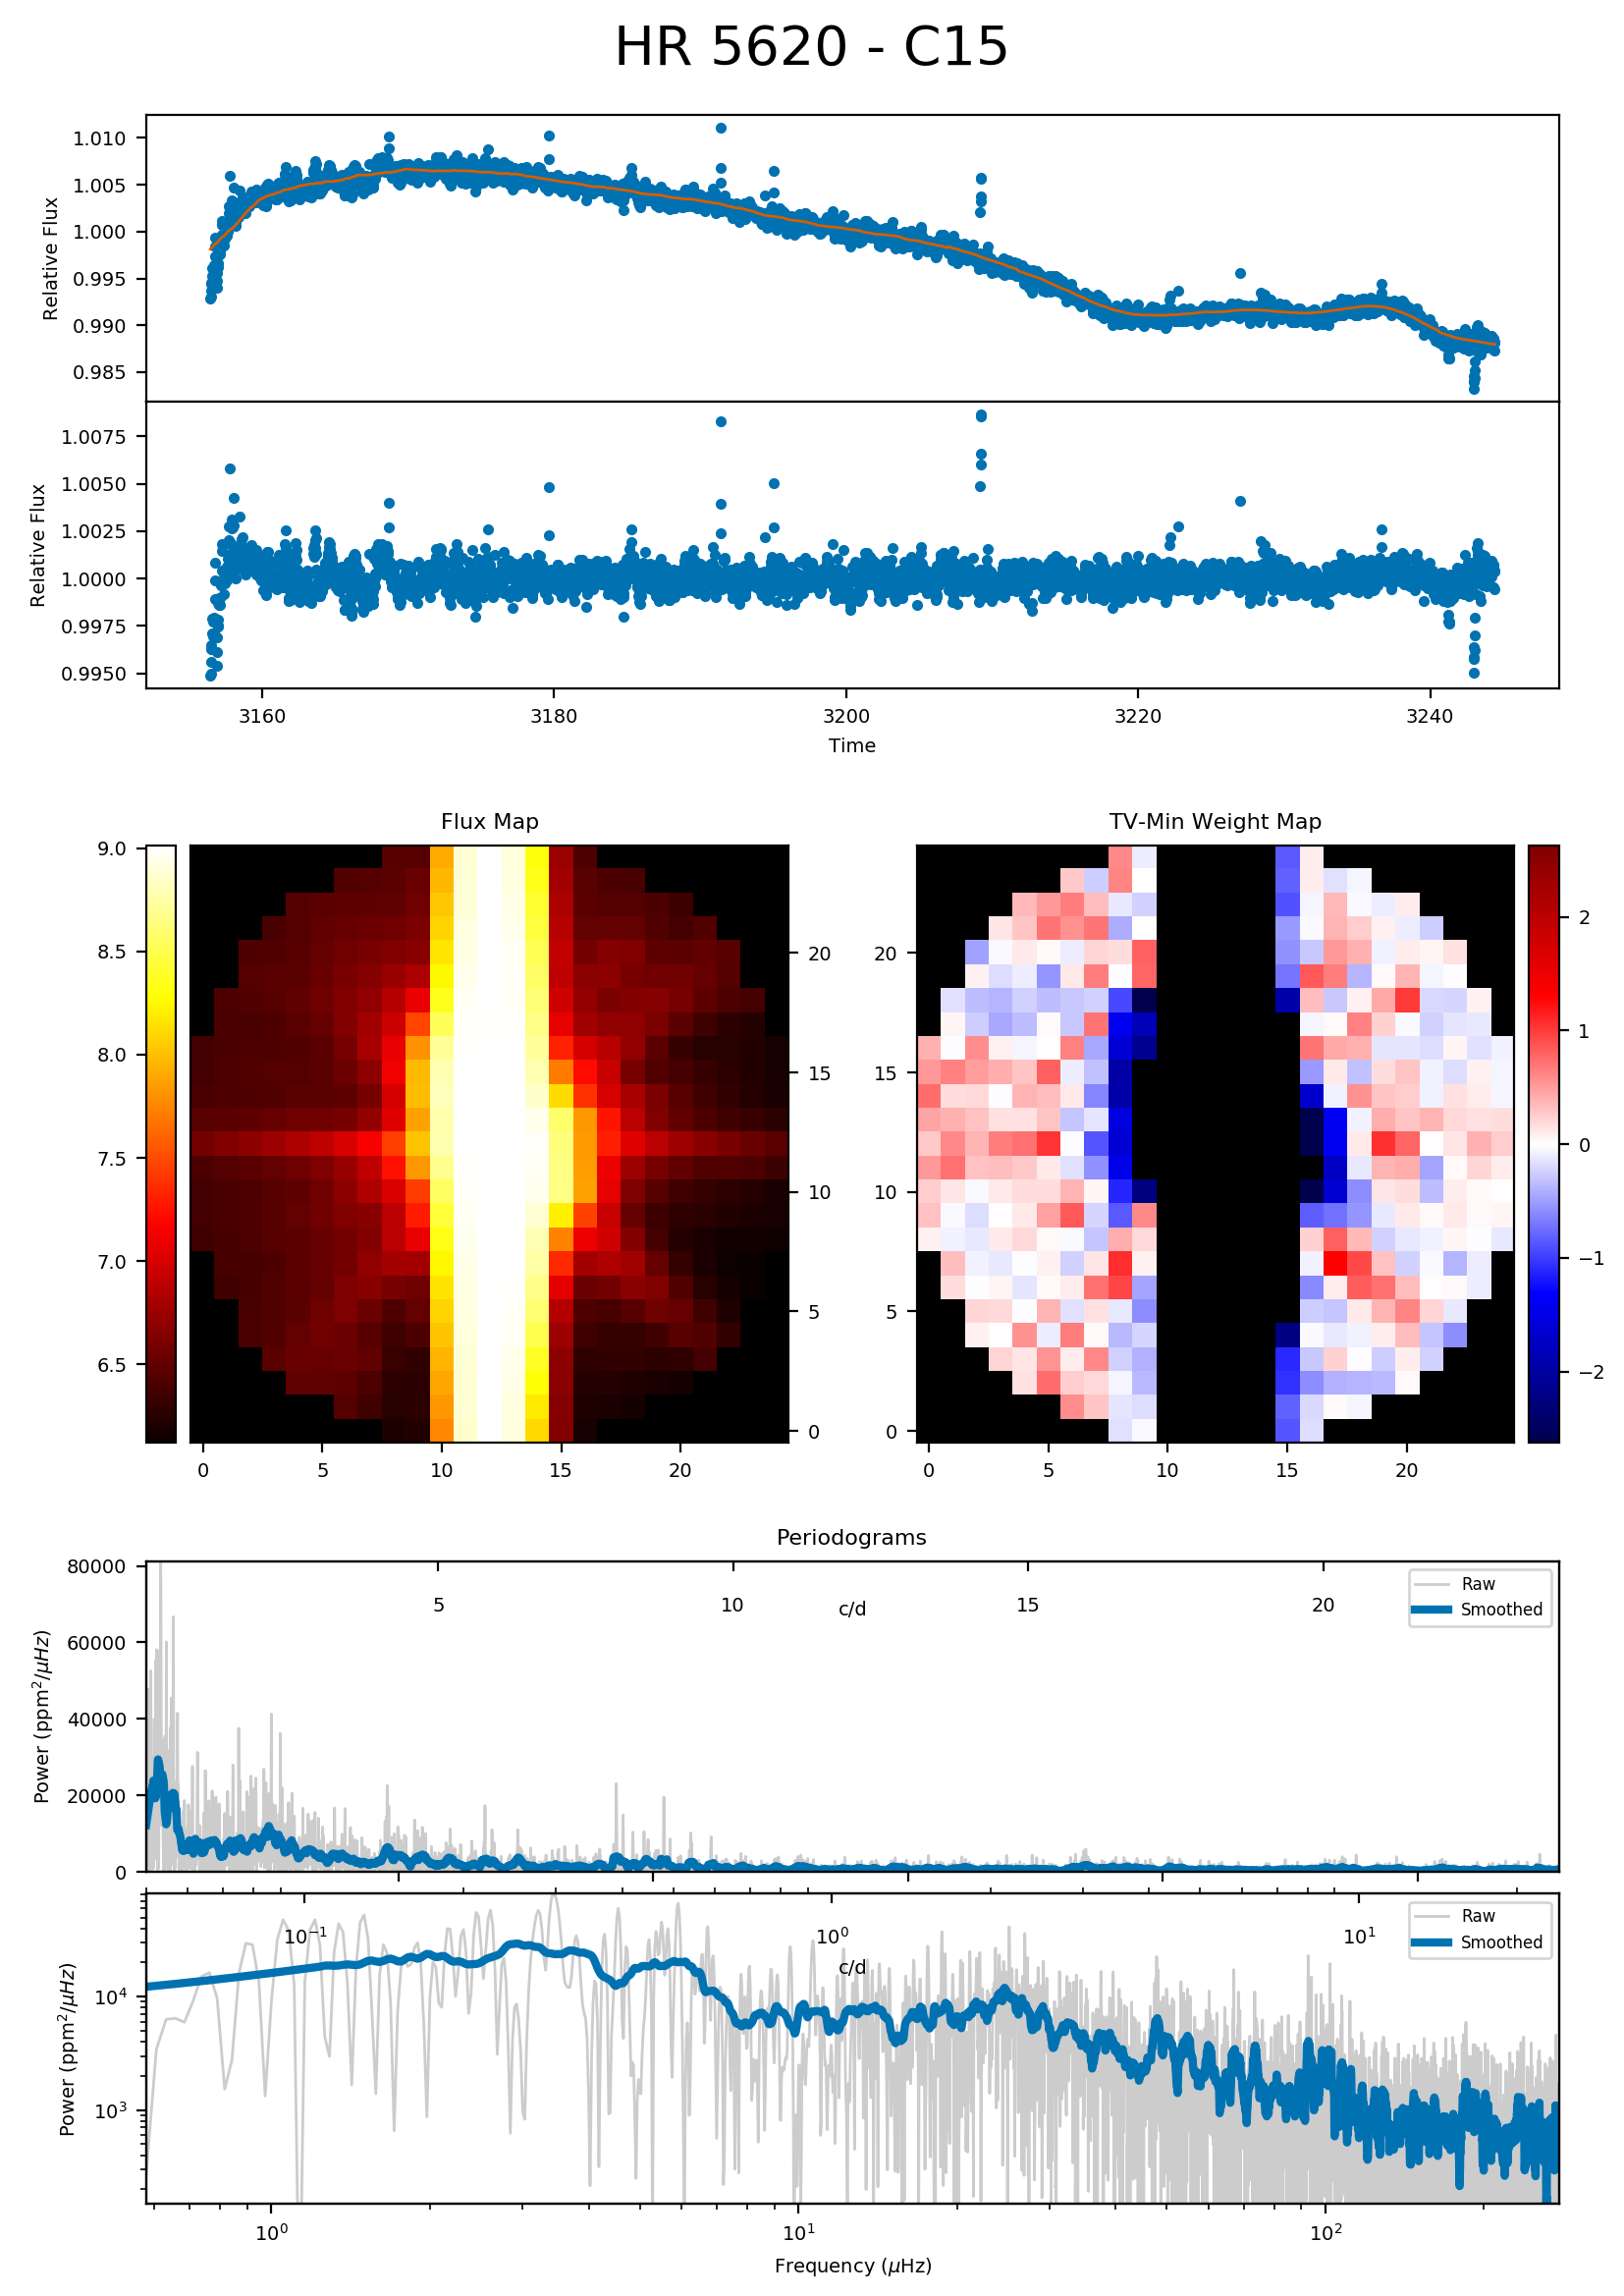 HR 5620 - C15
1.010
1.005
1.000
0.995
0.990
0.985
Relative Flux
1.0075
1.0050
1.0025
1.0000
0.9975
0.9950
Relative Flux
3160 3180 3200 3220 3240
Time
Flux Map
9.0
8.5
8.0
7.5
7.0
6.5
20
15
10
5
0
0 5 10 15 20
TV-Min Weight Map
20
15
10
5
0
0 5 10 15 20
2
1
0
−1
−2
Periodograms
80000
60000
40000
20000
0
Power (ppm²/μHz)
5 10 15 20
c/d
Raw
Smoothed
10⁴
10³
Power (ppm²/μHz)
10⁻¹ 10⁰ 10¹
c/d
Raw
Smoothed
10⁰ 10¹ 10²
Frequency (μHz)